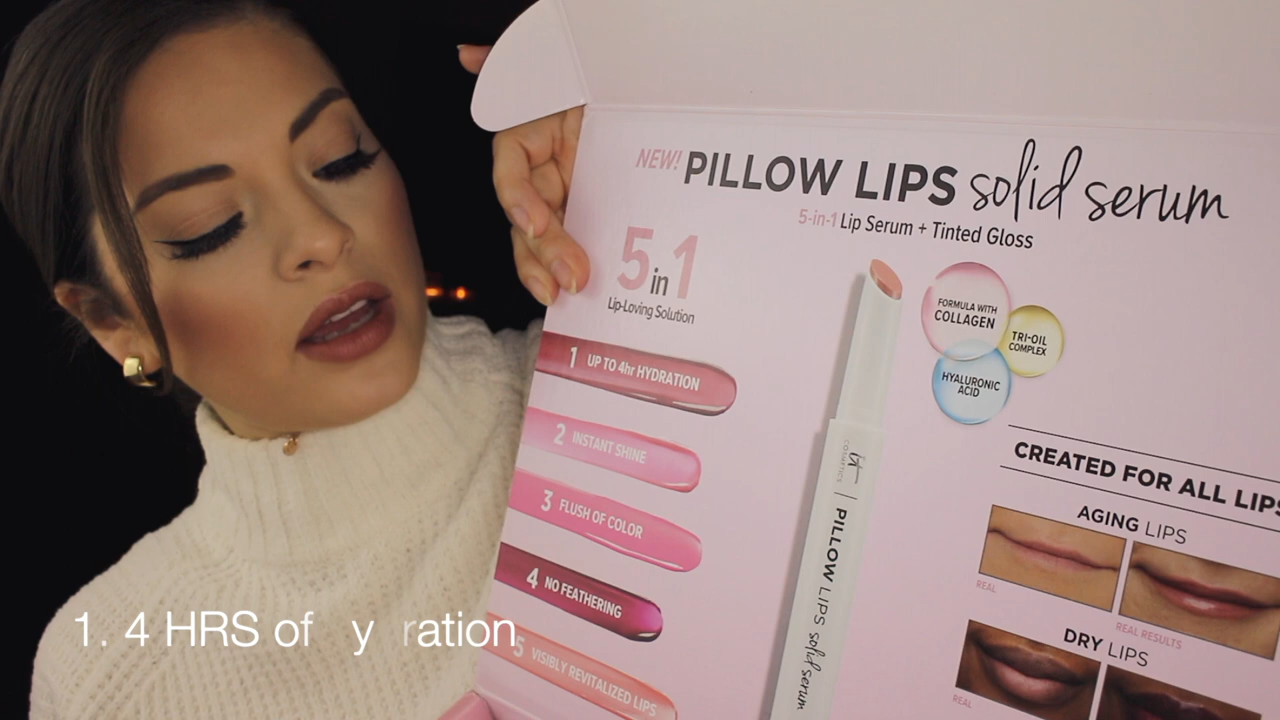 NEW! PILLOW LIPS solid serum
5-in-1 Lip Serum + Tinted Gloss
5 in 1
Lip-Loving Solution
1 UP TO 4hr HYDRATION
2 INSTANT SHINE
3 FLUSH OF COLOR
4 NO FEATHERING
5 VISIBLY REVITALIZED LIPS
FORMULA WITH
COLLAGEN
TRI-OIL
COMPLEX
HYALURONIC
ACID
it COSMETICS | PILLOW LIPS solid serum
CREATED FOR ALL LIPS
AGING LIPS
REAL
REAL RESULTS
DRY LIPS
REAL
1. 4 HRS of y ration